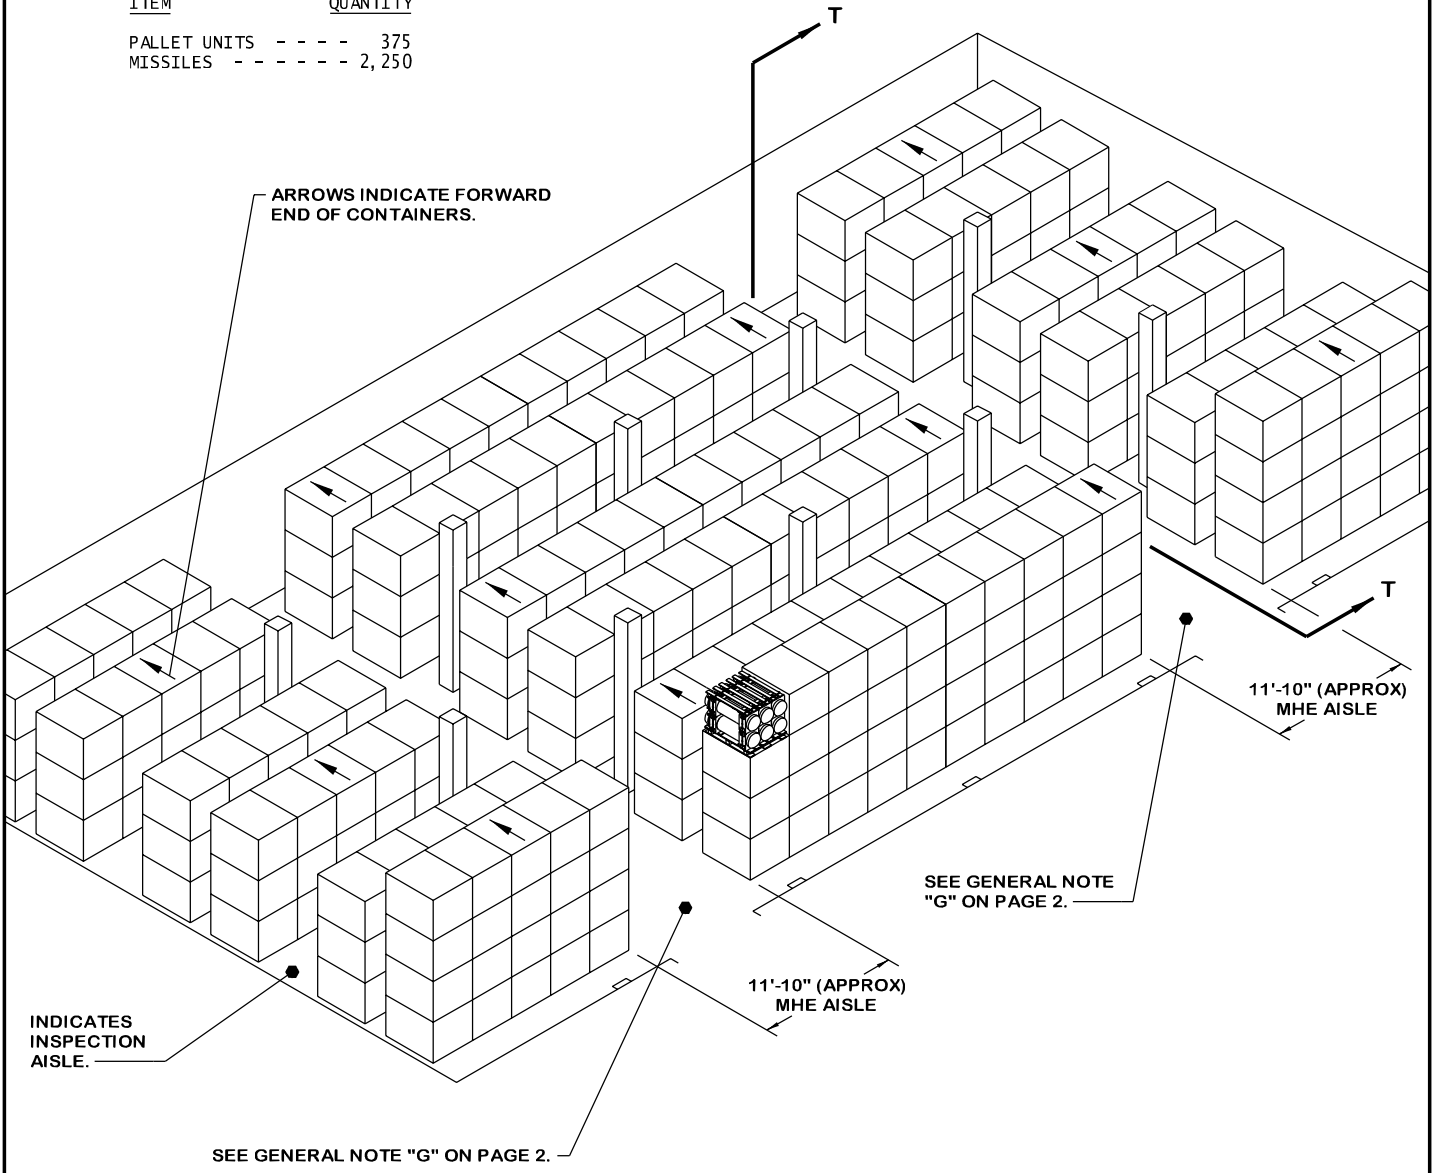 ITEM QUANTITY
PALLET UNITS - - - - 375
MISSILES - - - - - - 2,250
T
ARROWS INDICATE FORWARD
END OF CONTAINERS.
T
11'-10" (APPROX)
MHE AISLE
SEE GENERAL NOTE
"G" ON PAGE 2.
11'-10" (APPROX)
MHE AISLE
INDICATES
INSPECTION
AISLE.
SEE GENERAL NOTE "G" ON PAGE 2.